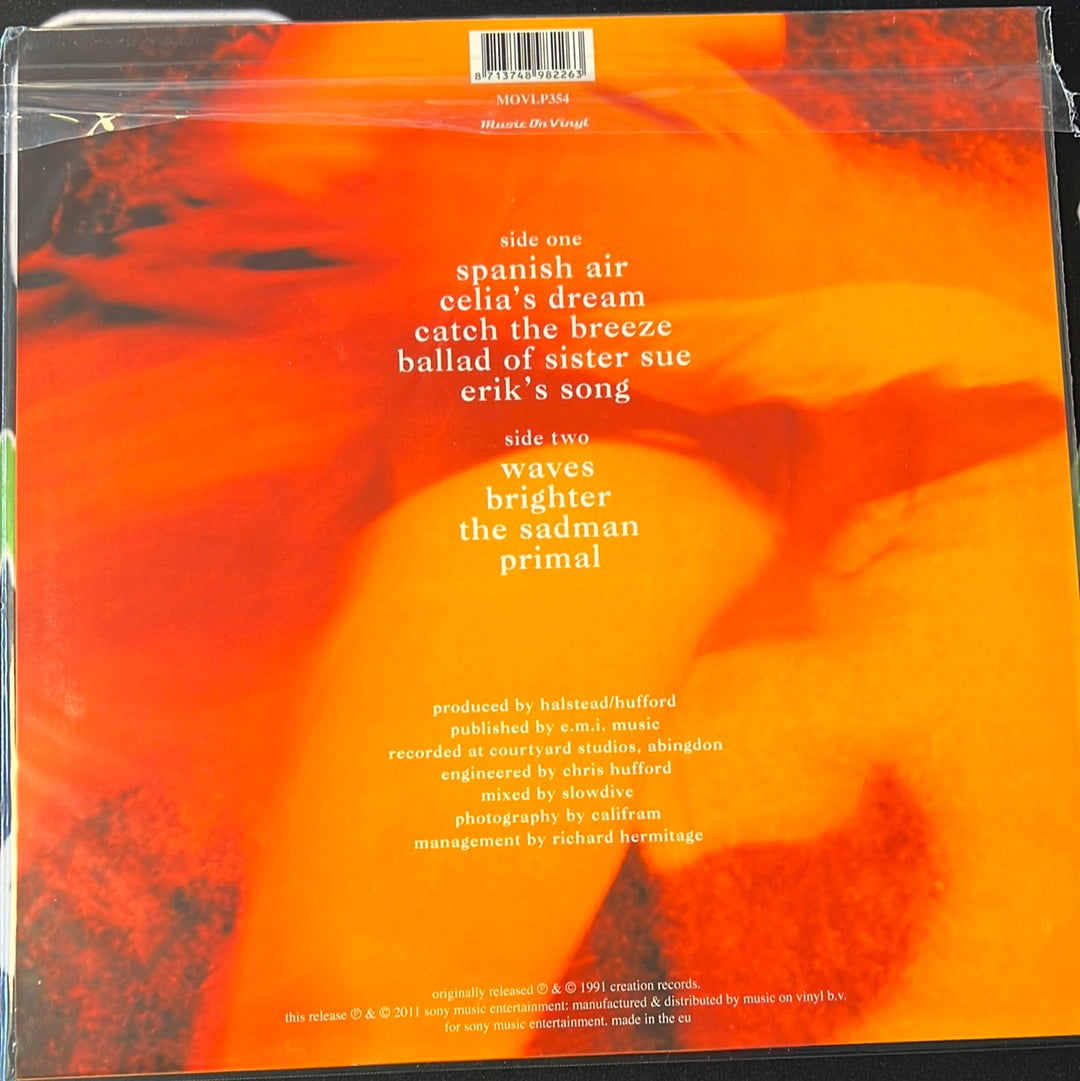 8 713748 982263
MOVLP354
Music On Vinyl
side one
spanish air
celia's dream
catch the breeze
ballad of sister sue
erik's song
side two
waves
brighter
the sadman
primal
produced by halstead/hufford
published by e.m.i. music
recorded at courtyard studios, abingdon
engineered by chris hufford
mixed by slowdive
photography by califram
management by richard hermitage
originally released ℗ & © 1991 creation records.
this release ℗ & © 2011 sony music entertainment: manufactured & distributed by music on vinyl b.v.
for sony music entertainment. made in the eu